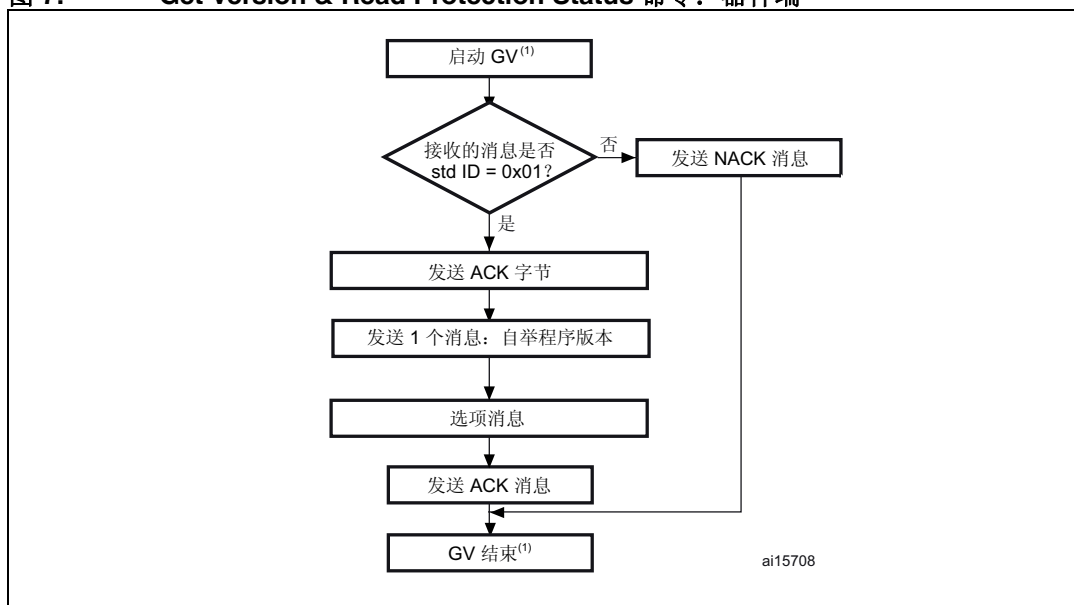 图 7. Get Version & Read Protection Status 命令：器件端
启动 GV(1)
接收的消息是否
std ID = 0x01?
否
发送 NACK 消息
是
发送 ACK 字节
发送 1 个消息：自举程序版本
选项消息
发送 ACK 消息
GV 结束(1)
ai15708